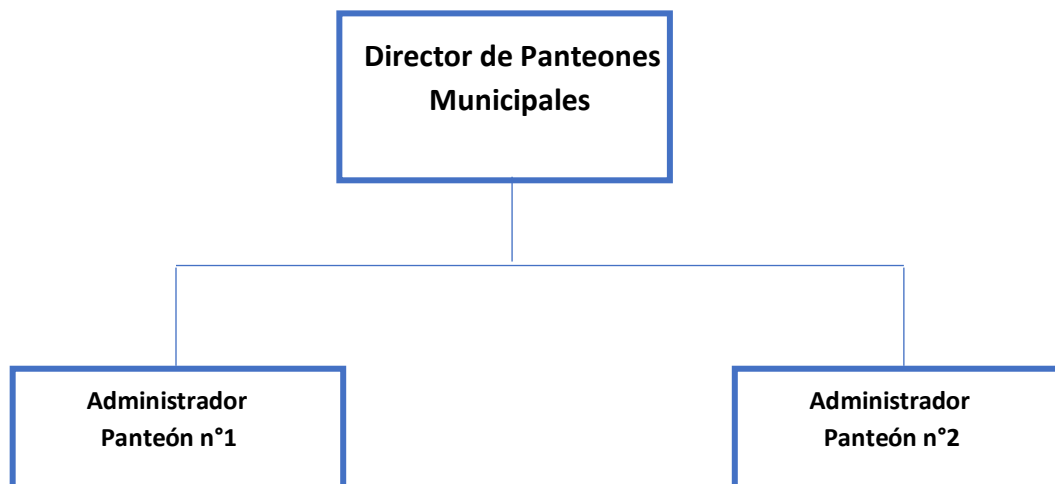 Director de Panteones
Municipales
Administrador
Panteón n°1
Administrador
Panteón n°2